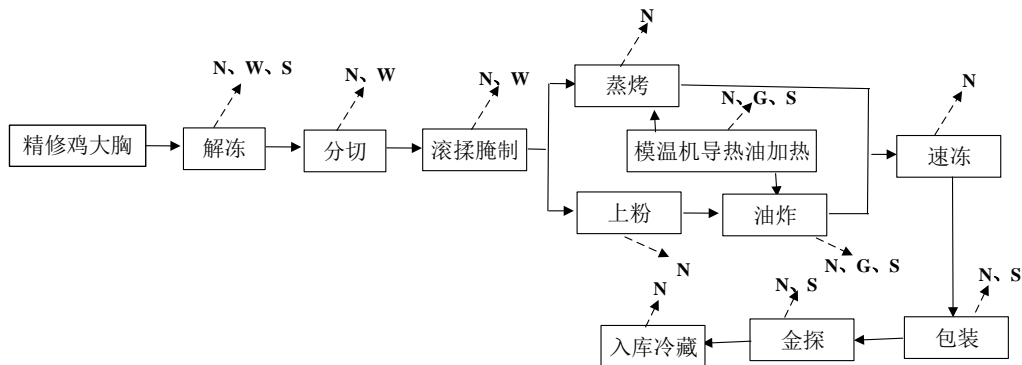 N
N、W、S
N、W
N、W
蒸烤
N、G、S
N
精修鸡大胸
解冻
分切
滚揉腌制
模温机导热油加热
速冻
上粉
油炸
N
N、G、S
N
N、S
N、S
入库冷藏
金探
包装